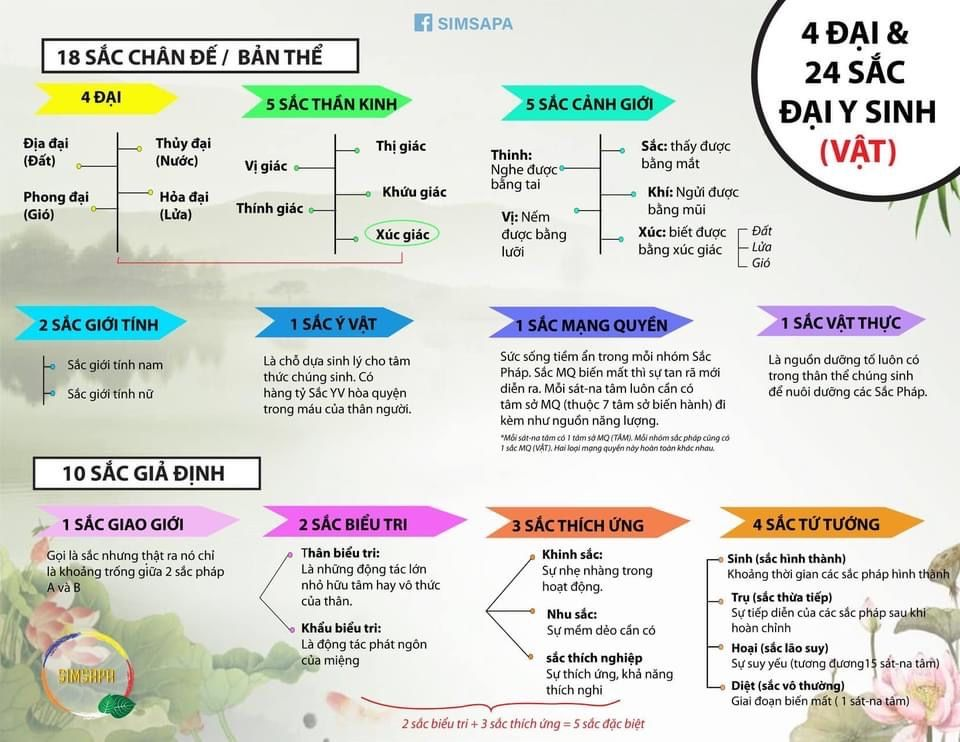 SIMSAPA
4 ĐẠI &
24 SẮC
ĐẠI Y SINH
(VẬT)
18 SẮC CHÂN ĐẾ / BẢN THỂ
4 ĐẠI
Địa đại
(Đất)
Thủy đại
(Nước)
Phong đại
(Gió)
Hỏa đại
(Lửa)
5 SẮC THẦN KINH
Thị giác
Vị giác
Khứu giác
Thính giác
Xúc giác
5 SẮC CẢNH GIỚI
Thinh:
Nghe được
bằng tai
Sắc: thấy được
bằng mắt
Khí: Ngửi được
bằng mũi
Vị: Nếm
được bằng
lưỡi
Xúc: biết được
bằng xúc giác
Đất
Lửa
Gió
2 SẮC GIỚI TÍNH
Sắc giới tính nam
Sắc giới tính nữ
1 SẮC Ý VẬT
Là chỗ dựa sinh lý cho tâm
thức chúng sinh. Có
hàng tỷ Sắc YV hòa quyện
trong máu của thân người.
1 SẮC MẠNG QUYỀN
Sức sống tiềm ẩn trong mỗi nhóm Sắc
Pháp. Sắc MQ biến mất thì sự tan rã mới
diễn ra. Mỗi sát-na tâm luôn cần có
tâm sở MQ (thuộc 7 tâm sở biến hành) đi
kèm như nguồn năng lượng.
*Mỗi sát-na tâm có 1 tâm sở MQ (TÂM). Mỗi nhóm sắc pháp cũng có
1 sắc MQ (VẬT). Hai loại mạng quyền này hoàn toàn khác nhau.
1 SẮC VẬT THỰC
Là nguồn dưỡng tố luôn có
trong thân thể chúng sinh
để nuôi dưỡng các Sắc Pháp.
10 SẮC GIẢ ĐỊNH
1 SẮC GIAO GIỚI
Gọi là sắc nhưng thật ra nó chỉ
là khoảng trống giữa 2 sắc pháp
A và B
2 SẮC BIỂU TRI
Thân biểu tri:
Là những động tác lớn
nhỏ hữu tâm hay vô thức
của thân.
Khẩu biểu tri:
Là động tác phát ngôn
của miệng
3 SẮC THÍCH ỨNG
Khinh sắc:
Sự nhẹ nhàng trong
hoạt động.
Nhu sắc:
Sự mềm dẻo cần có
sắc thích nghiệp
Sự thích ứng, khả năng
thích nghi
4 SẮC TỨ TƯỚNG
Sinh (sắc hình thành)
Khoảng thời gian các sắc pháp hình thành
Trụ (sắc thừa tiếp)
Sự tiếp diễn của các sắc pháp sau khi
hoàn chỉnh
Hoại (sắc lão suy)
Sự suy yếu (tương đương15 sát-na tâm)
Diệt (sắc vô thường)
Giai đoạn biến mất ( 1 sát-na tâm)
SIMSAPA
2 sắc biểu tri + 3 sắc thích ứng = 5 sắc đặc biệt